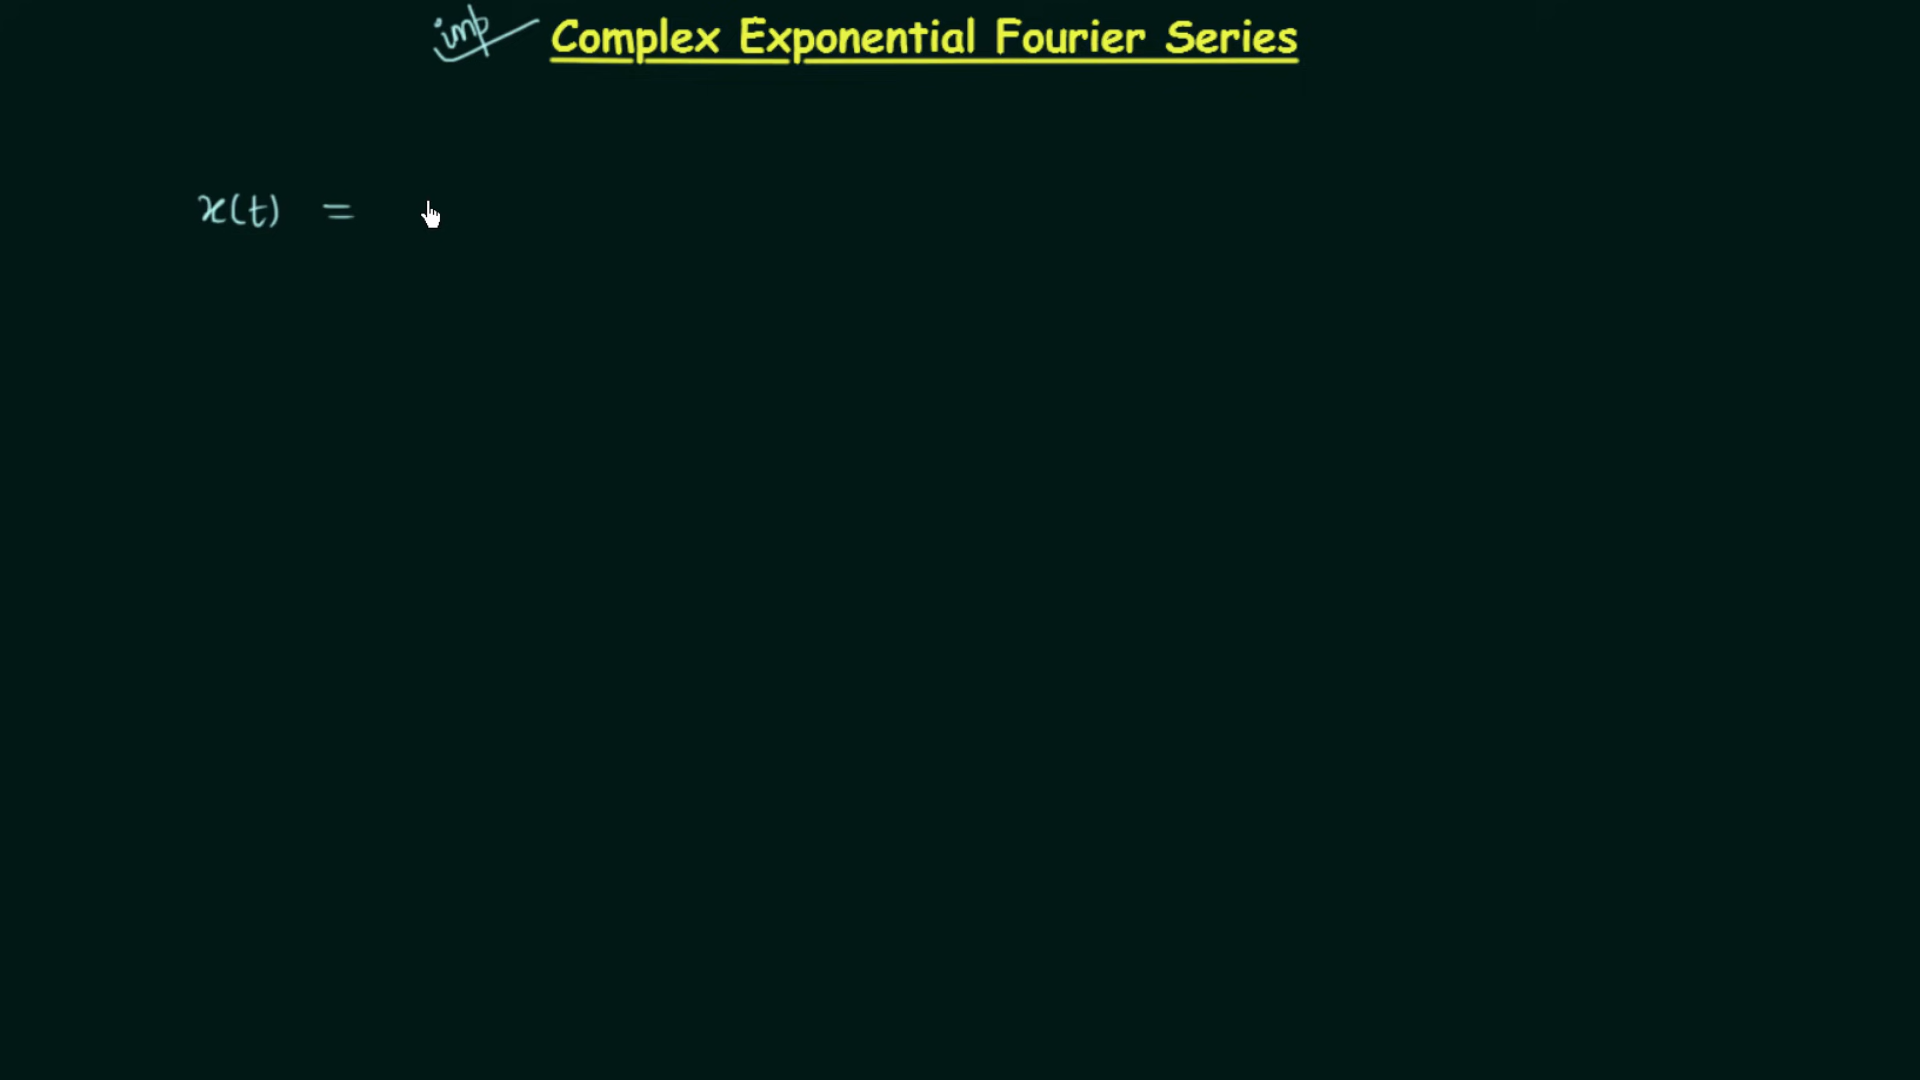 imp Complex Exponential Fourier Series
x(t) =